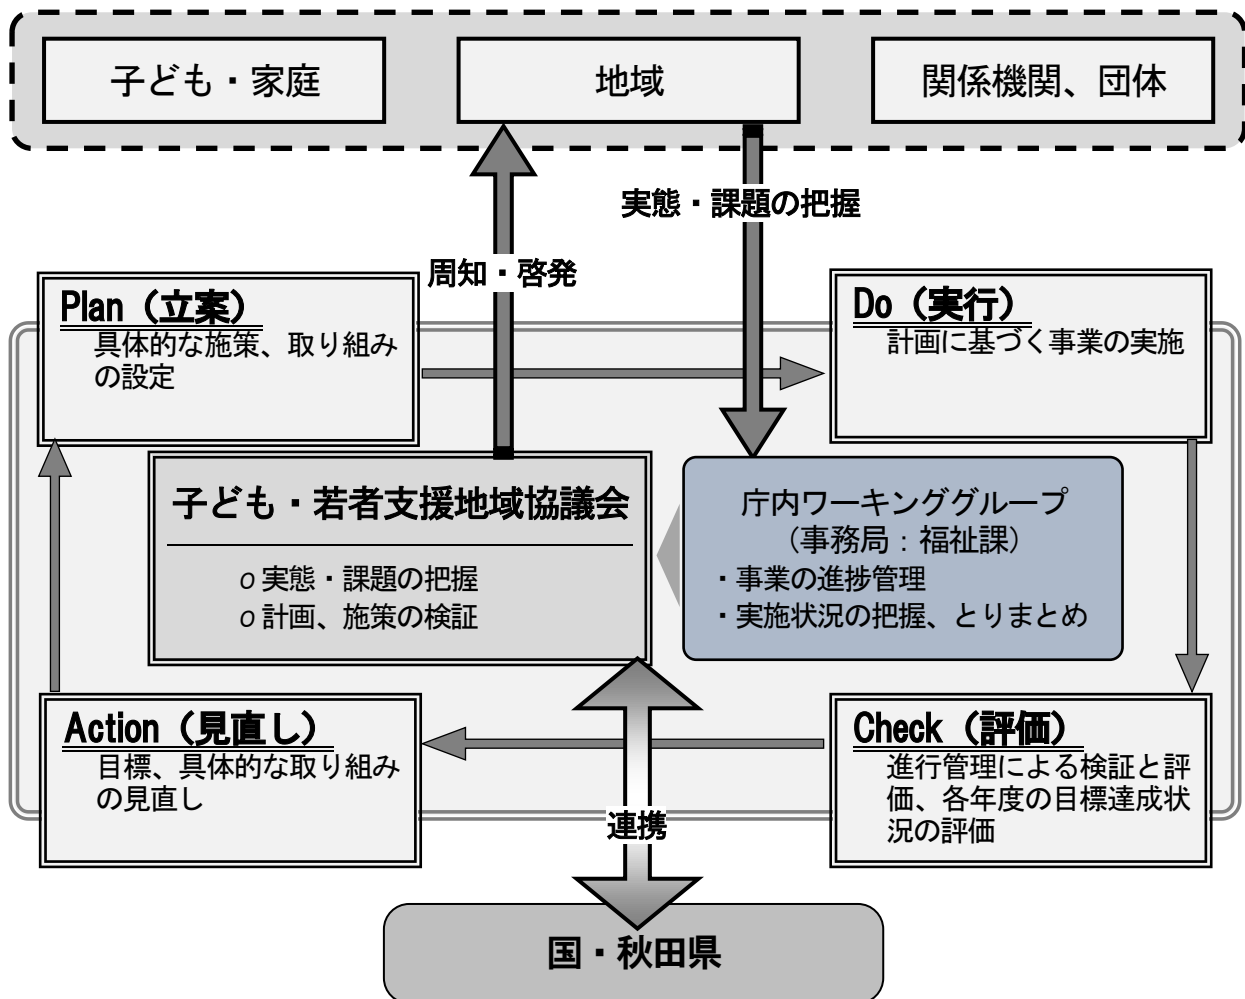 子ども・家庭
地域
関係機関、団体
実態・課題の把握
周知・啓発
Plan（立案）
具体的な施策、取り組み
の設定
Do（実行）
計画に基づく事業の実施
子ども・若者支援地域協議会
o 実態・課題の把握
o 計画、施策の検証
庁内ワーキンググループ
（事務局：福祉課）
・事業の進捗管理
・実施状況の把握、とりまとめ
Action（見直し）
目標、具体的な取り組み
の見直し
Check（評価）
進行管理による検証と評
価、各年度の目標達成状
況の評価
連携
国・秋田県